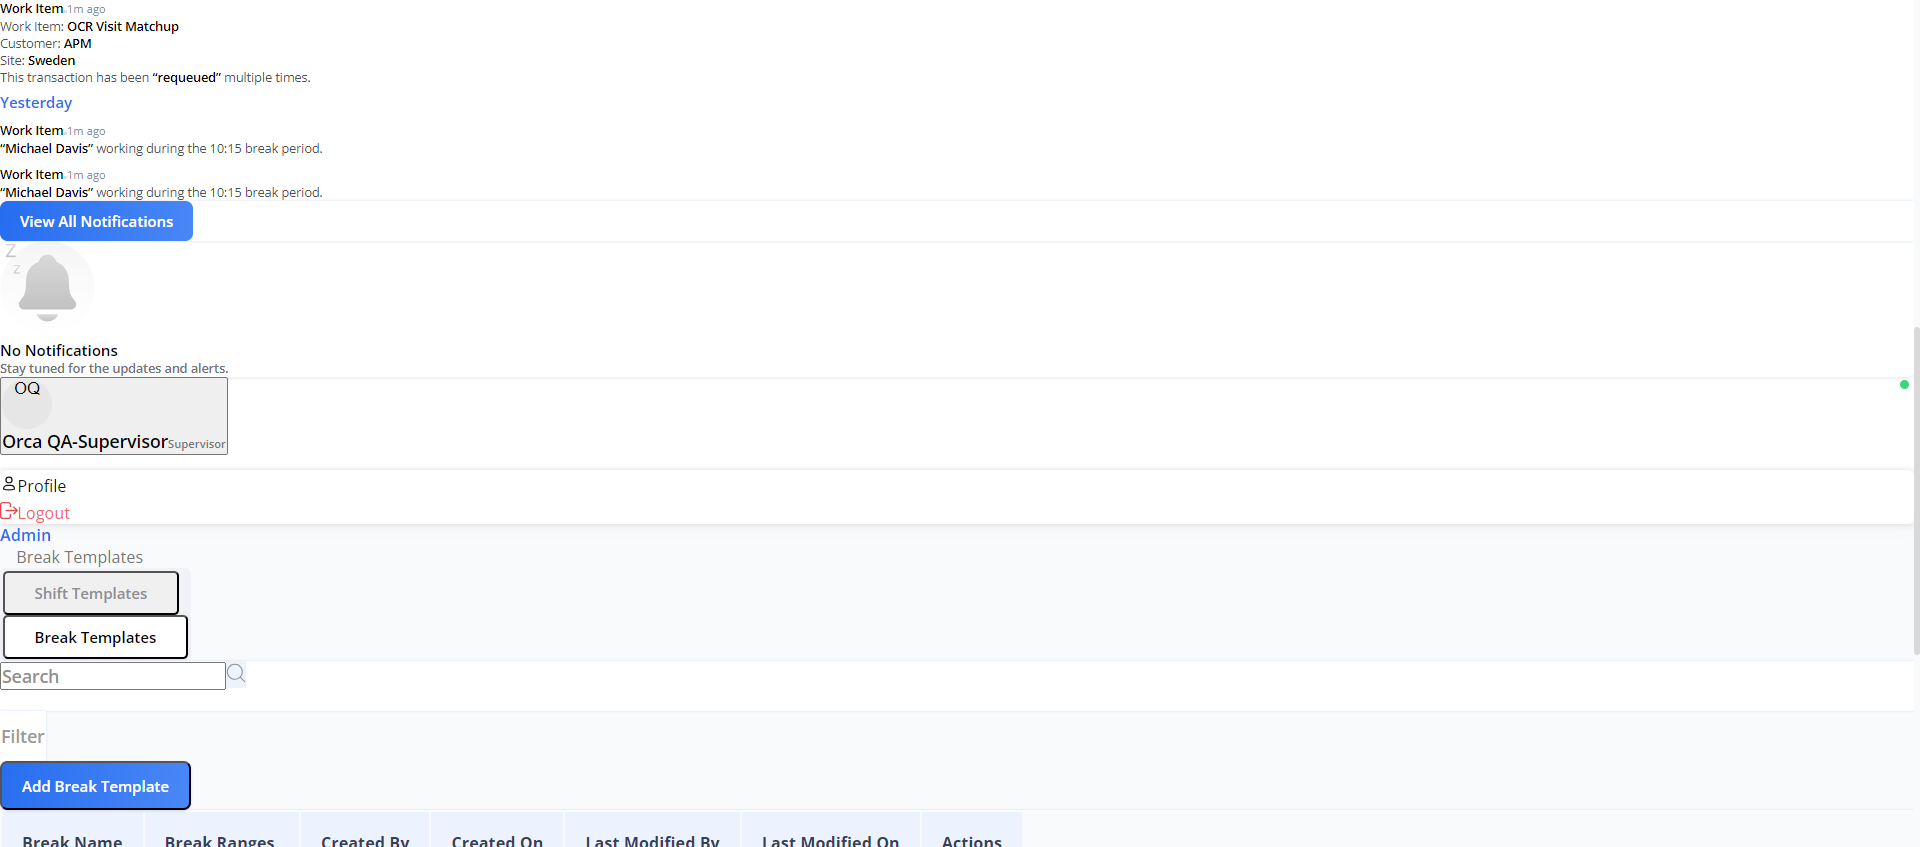 Work Item 1m ago
Work Item: OCR Visit Matchup
Customer: APM
Site: Sweden
This transaction has been “requeued” multiple times.
Yesterday
Work Item 1m ago
“Michael Davis” working during the 10:15 break period.
Work Item 1m ago
“Michael Davis” working during the 10:15 break period.
View All Notifications
Z
z
No Notifications
Stay tuned for the updates and alerts.
OQ
Orca QA-Supervisor Supervisor
Profile
Logout
Admin
Break Templates
Shift Templates
Break Templates
Search
Filter
Add Break Template
Break Name Break Ranges Created By Created On Last Modified By Last Modified On Actions